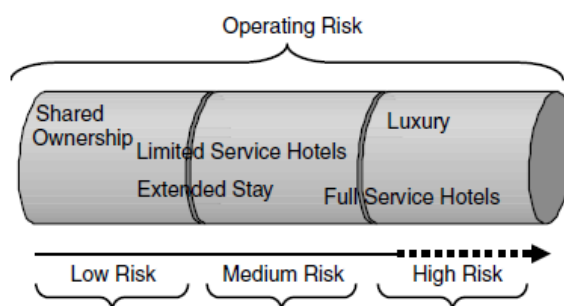 Operating Risk
Shared
Ownership
Luxury
Limited Service Hotels
Extended Stay
Full Service Hotels
Low Risk
Medium Risk
High Risk